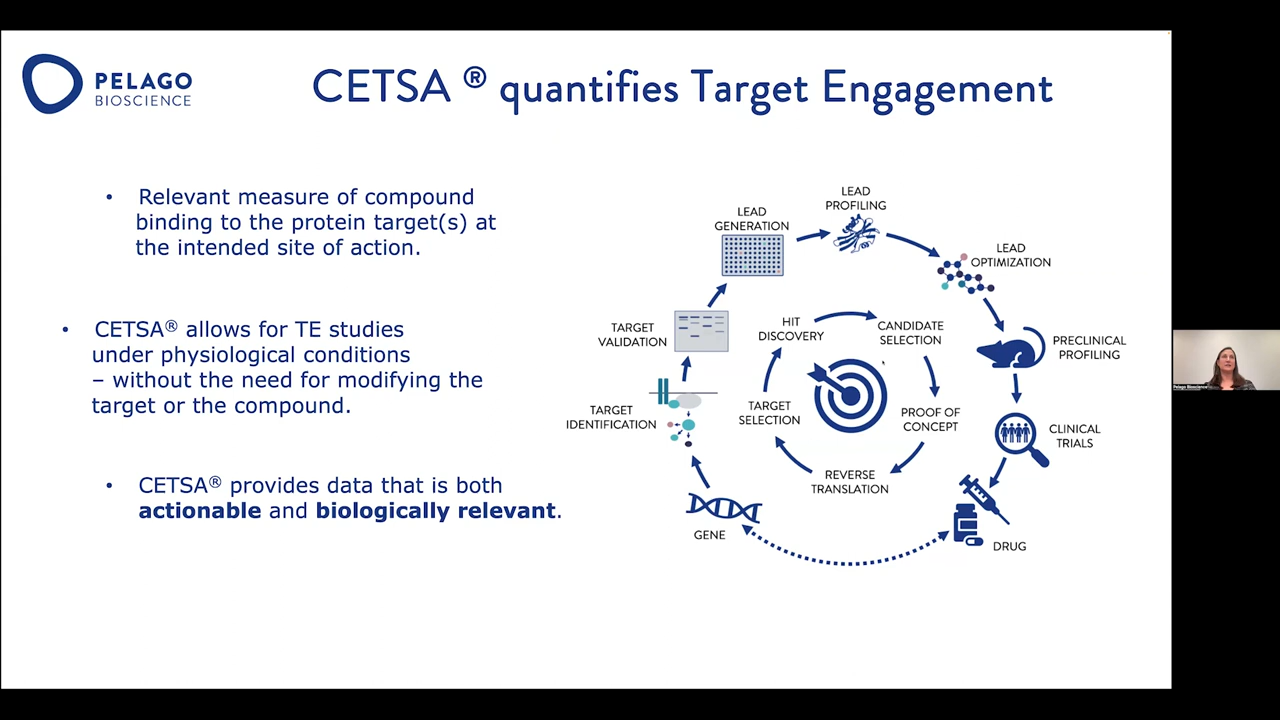 PELAGO
BIOSCIENCE
CETSA ® quantifies Target Engagement
• Relevant measure of compound
binding to the protein target(s) at
the intended site of action.
• CETSA® allows for TE studies
under physiological conditions
– without the need for modifying the
target or the compound.
• CETSA® provides data that is both
actionable and biologically relevant.
GENE
TARGET
IDENTIFICATION
TARGET
VALIDATION
LEAD
GENERATION
LEAD
PROFILING
LEAD
OPTIMIZATION
PRECLINICAL
PROFILING
CLINICAL
TRIALS
DRUG
HIT
DISCOVERY
CANDIDATE
SELECTION
PROOF OF
CONCEPT
REVERSE
TRANSLATION
TARGET
SELECTION
Pelago Bioscience